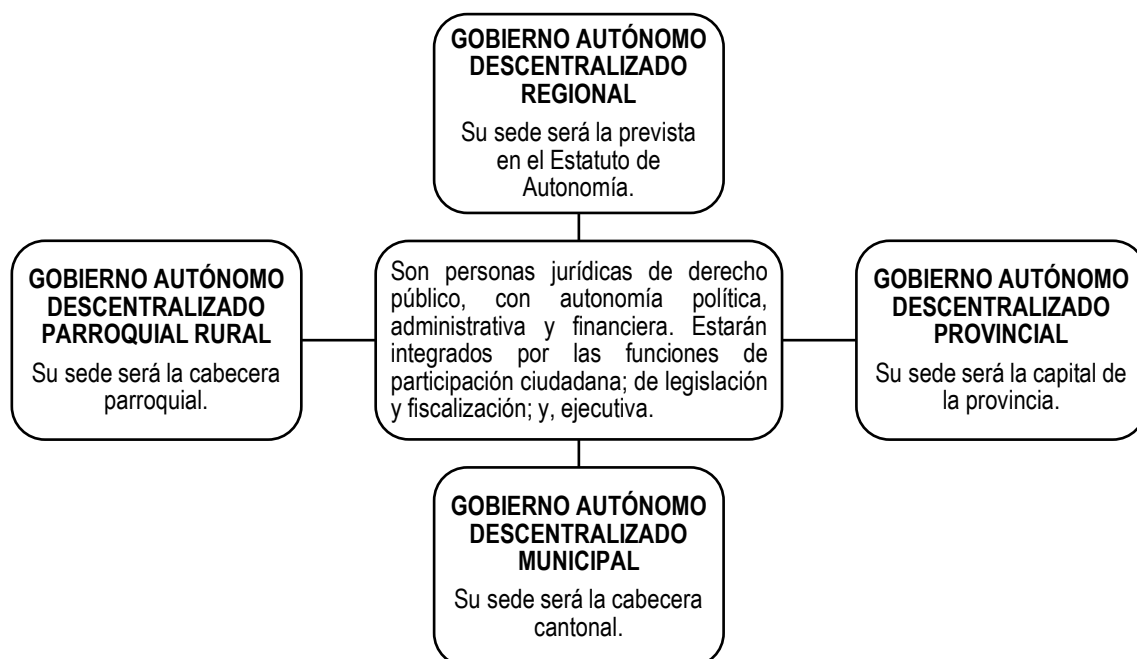 GOBIERNO AUTÓNOMO
DESCENTRALIZADO
REGIONAL
Su sede será la prevista
en el Estatuto de
Autonomía.
GOBIERNO AUTÓNOMO
DESCENTRALIZADO
PARROQUIAL RURAL
Su sede será la cabecera
parroquial.
Son personas jurídicas de derecho
público, con autonomía política,
administrativa y financiera. Estarán
integrados por las funciones de
participación ciudadana; de legislación
y fiscalización; y, ejecutiva.
GOBIERNO AUTÓNOMO
DESCENTRALIZADO
PROVINCIAL
Su sede será la capital de
la provincia.
GOBIERNO AUTÓNOMO
DESCENTRALIZADO
MUNICIPAL
Su sede será la cabecera
cantonal.